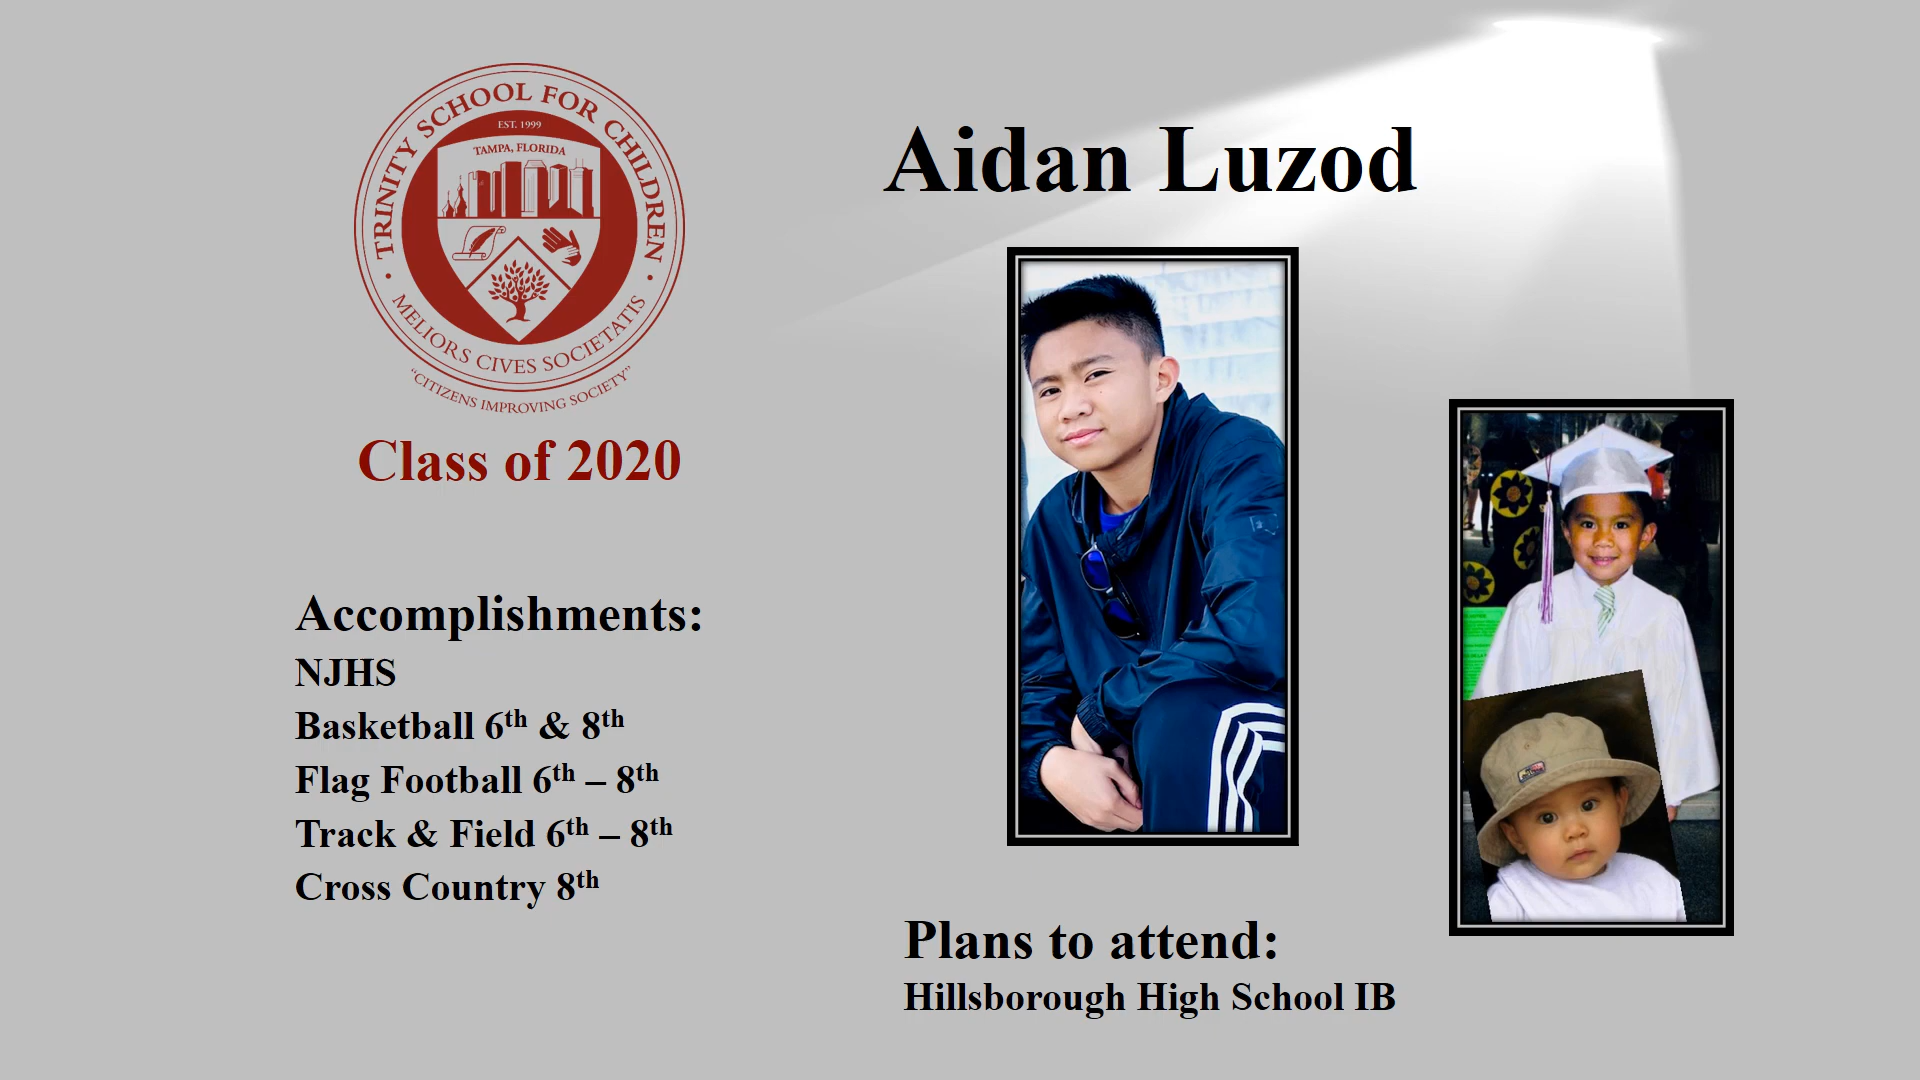 TRINITY SCHOOL FOR CHILDREN
EST. 1999
TAMPA, FLORIDA
MELIORS CIVES SOCIETATIS
"CITIZENS IMPROVING SOCIETY"
Class of 2020
Accomplishments:
NJHS
Basketball 6th & 8th
Flag Football 6th – 8th
Track & Field 6th – 8th
Cross Country 8th
Aidan Luzod
Plans to attend:
Hillsborough High School IB